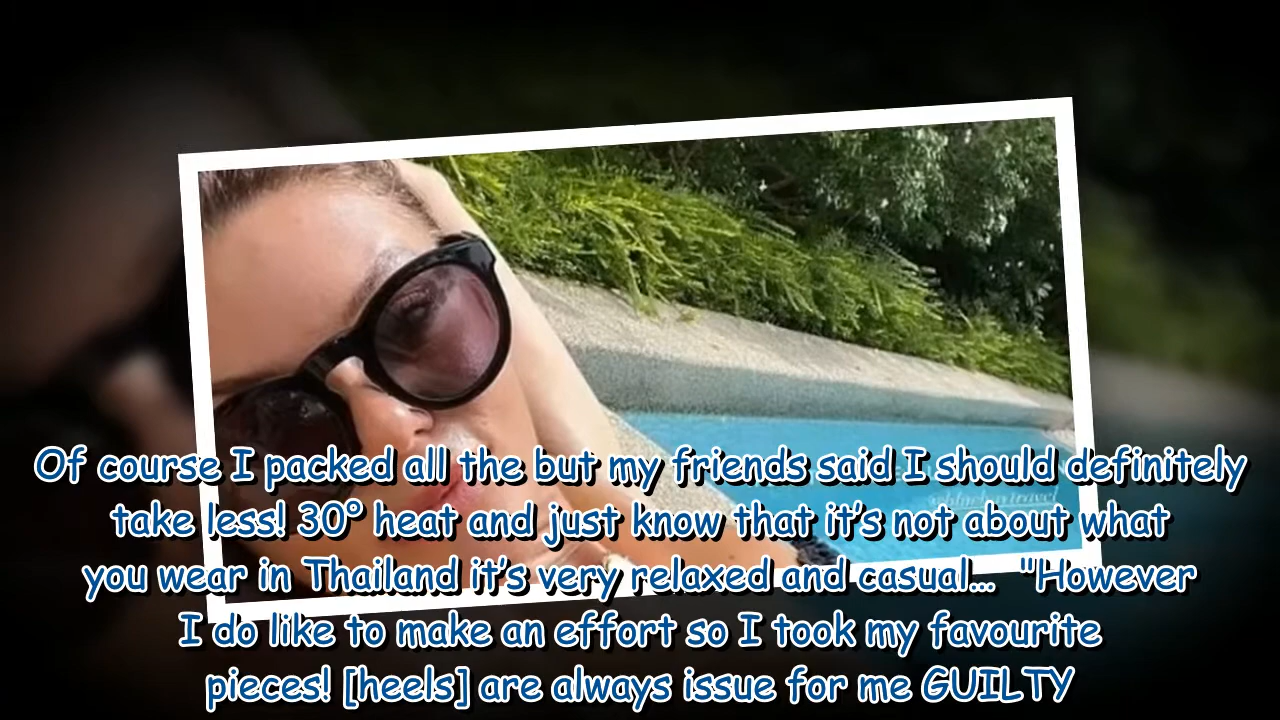 Of course I packed all the but my friends said I should definitely
take less! 30° heat and just know that it’s not about what
you wear in Thailand it’s very relaxed and casual... "However
I do like to make an effort so I took my favourite
pieces! [heels] are always issue for me GUILTY